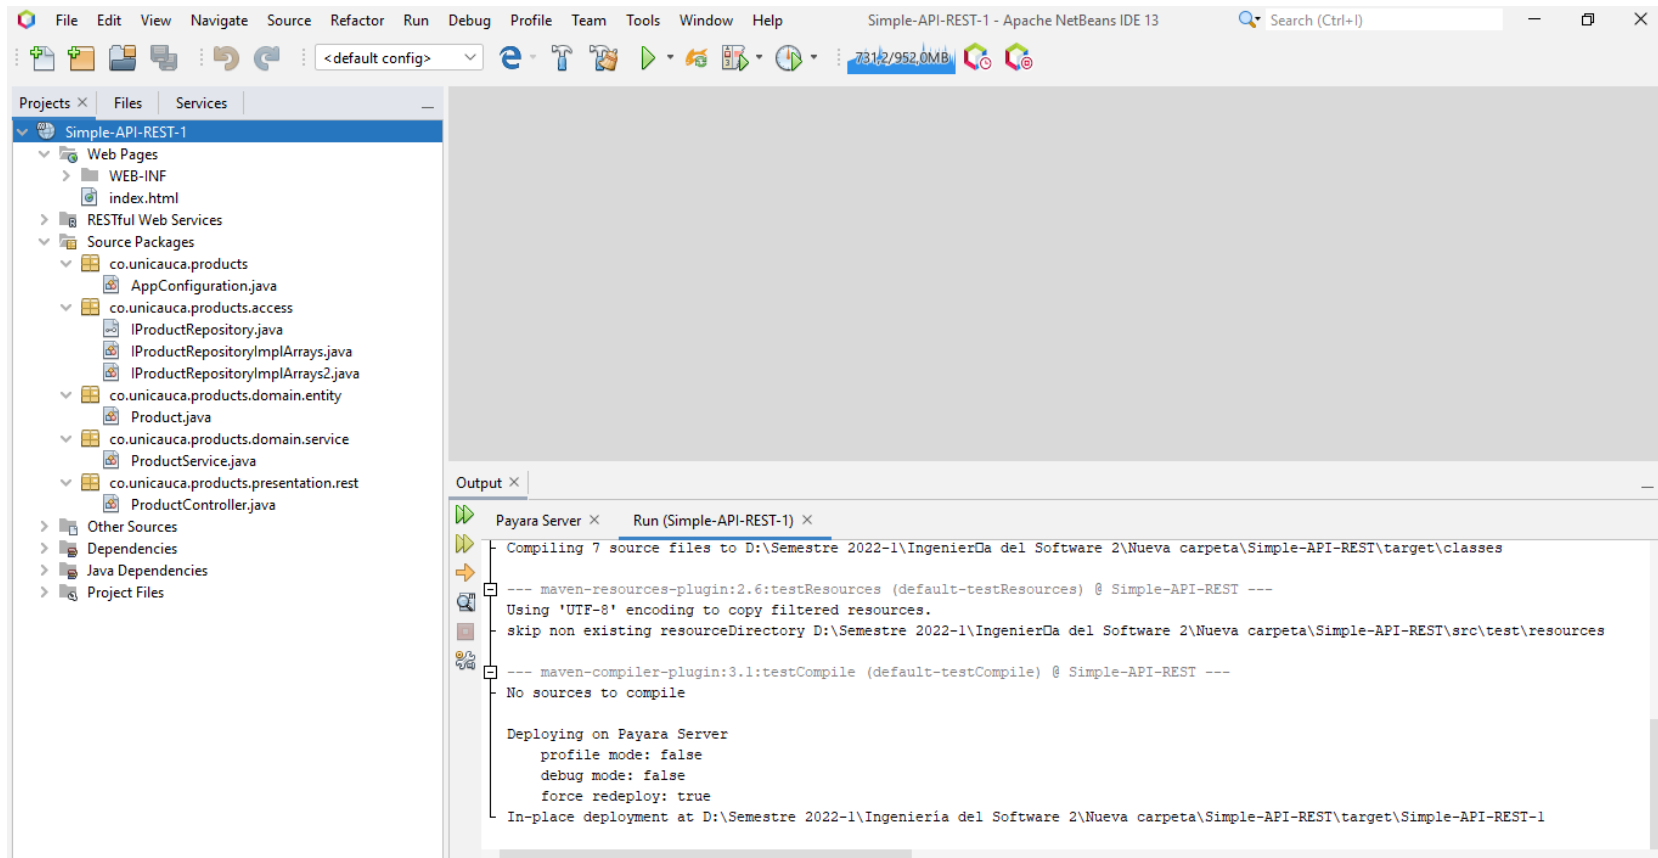 File Edit View Navigate Source Refactor Run Debug Profile Team Tools Window Help Simple-API-REST-1 - Apache NetBeans IDE 13 Search (Ctrl+I)
<default config> 731,2/952,0MB
Projects Files Services
Simple-API-REST-1
Web Pages
WEB-INF
index.html
RESTful Web Services
Source Packages
co.unicauca.products
AppConfiguration.java
co.unicauca.products.access
IProductRepository.java
IProductRepositoryImplArrays.java
IProductRepositoryImplArrays2.java
co.unicauca.products.domain.entity
Product.java
co.unicauca.products.domain.service
ProductService.java
co.unicauca.products.presentation.rest
ProductController.java
Other Sources
Dependencies
Java Dependencies
Project Files
Output
Payara Server Run (Simple-API-REST-1)
Compiling 7 source files to D:\Semestre 2022-1\Ingenier□a del Software 2\Nueva carpeta\Simple-API-REST\target\classes
--- maven-resources-plugin:2.6:testResources (default-testResources) @ Simple-API-REST ---
Using 'UTF-8' encoding to copy filtered resources.
skip non existing resourceDirectory D:\Semestre 2022-1\Ingenier□a del Software 2\Nueva carpeta\Simple-API-REST\src\test\resources
--- maven-compiler-plugin:3.1:testCompile (default-testCompile) @ Simple-API-REST ---
No sources to compile
Deploying on Payara Server
profile mode: false
debug mode: false
force redeploy: true
In-place deployment at D:\Semestre 2022-1\Ingeniería del Software 2\Nueva carpeta\Simple-API-REST\target\Simple-API-REST-1